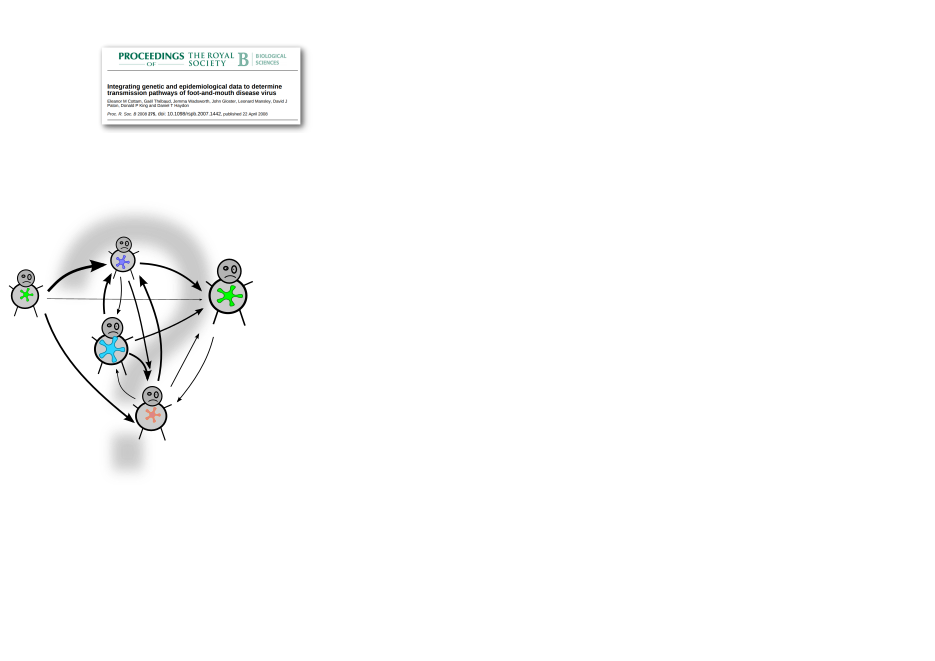 PROCEEDINGS THE ROYAL B BIOLOGICAL
OF SOCIETY SCIENCES
Integrating genetic and epidemiological data to determine
transmission pathways of foot-and-mouth disease virus
Eleanor M Cottam, Gaël Thébaud, Jemma Wadsworth, John Gloster, Leonard Mansley, David J
Paton, Donald P King and Daniel T Haydon
Proc. R. Soc. B 2008 275, doi: 10.1098/rspb.2007.1442, published 22 April 2008